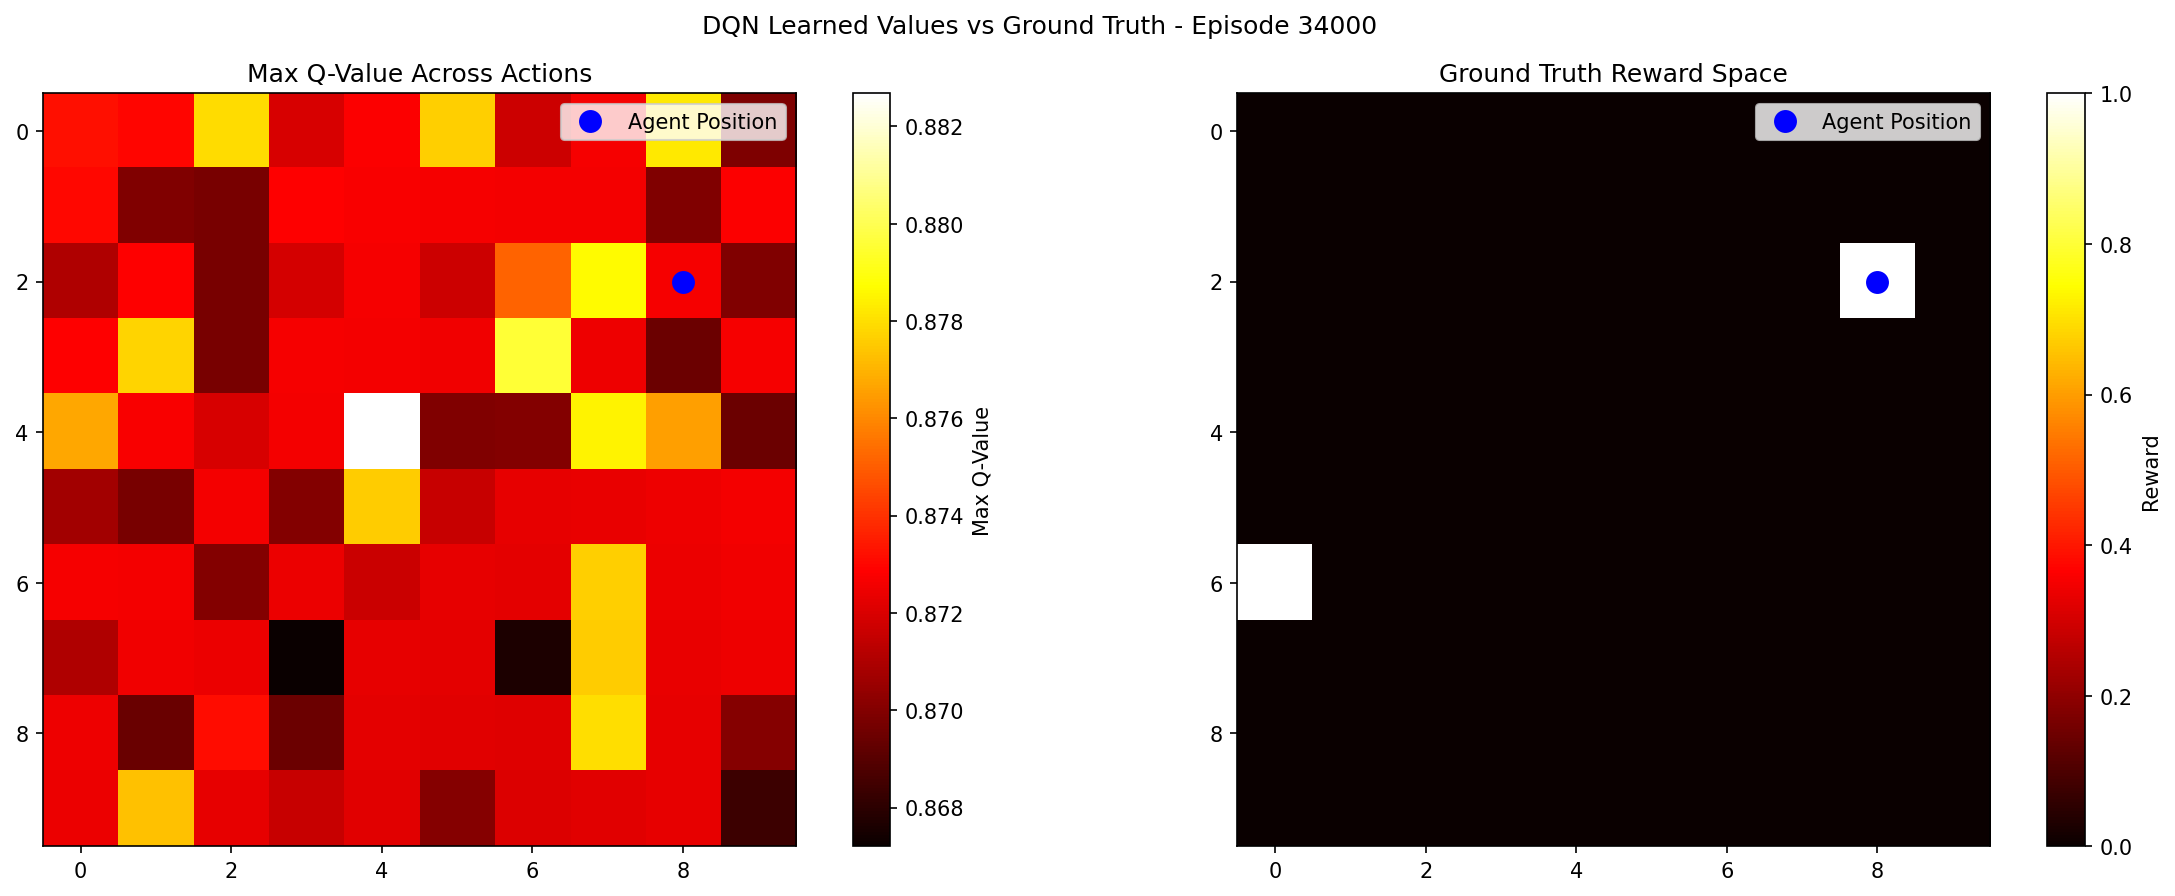 DQN Learned Values vs Ground Truth - Episode 34000
Max Q-Value Across Actions
Agent Position
0
2
4
6
8
0 2 4 6 8
0.882
0.880
0.878
0.876
0.874
0.872
0.870
0.868
Max Q-Value
Ground Truth Reward Space
Agent Position
0
2
4
6
8
0 2 4 6 8
1.0
0.8
0.6
0.4
0.2
0.0
Reward